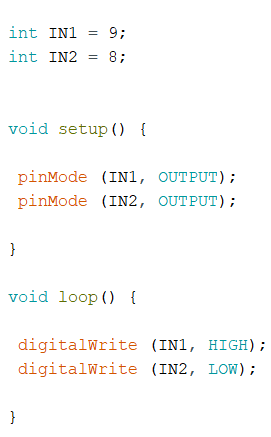 int IN1 = 9;
int IN2 = 8;
void setup() {
pinMode (IN1, OUTPUT);
pinMode (IN2, OUTPUT);
}
void loop() {
digitalWrite (IN1, HIGH);
digitalWrite (IN2, LOW);
}